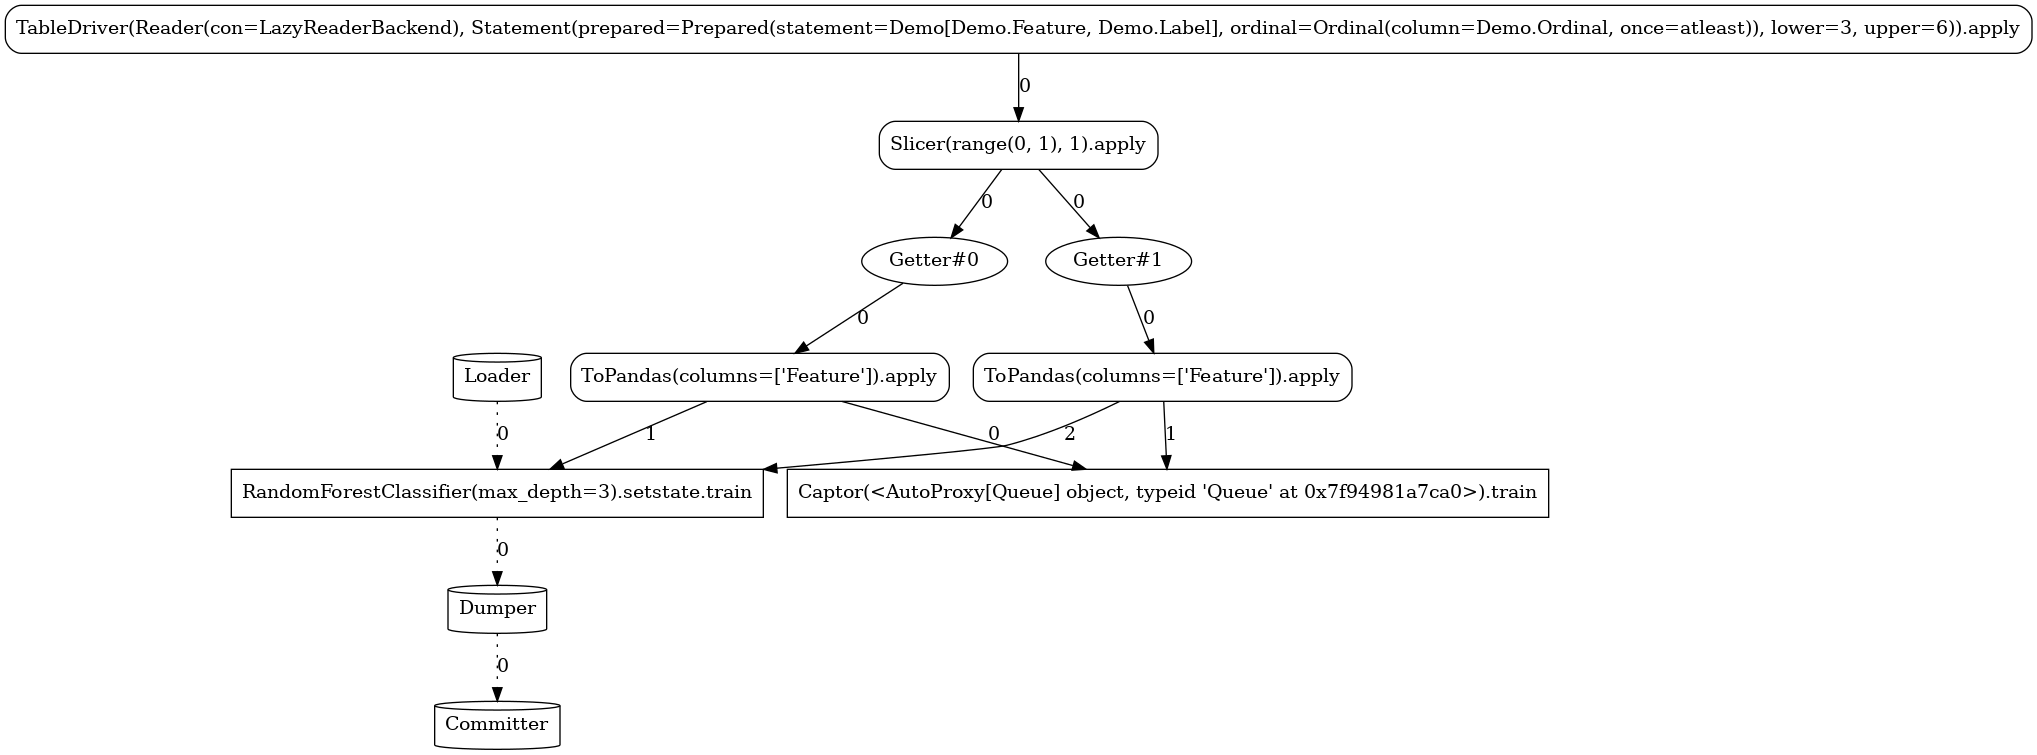 TableDriver(Reader(con=LazyReaderBackend), Statement(prepared=Prepared(statement=Demo[Demo.Feature, Demo.Label], ordinal=Ordinal(column=Demo.Ordinal, once=atleast)), lower=3, upper=6)).apply
0
Slicer(range(0, 1), 1).apply
0
0
Getter#0
Getter#1
0
0
Loader
ToPandas(columns=['Feature']).apply
ToPandas(columns=['Feature']).apply
0
1
0
2
1
RandomForestClassifier(max_depth=3).setstate.train
Captor(<AutoProxy[Queue] object, typeid 'Queue' at 0x7f94981a7ca0>).train
0
Dumper
0
Committer